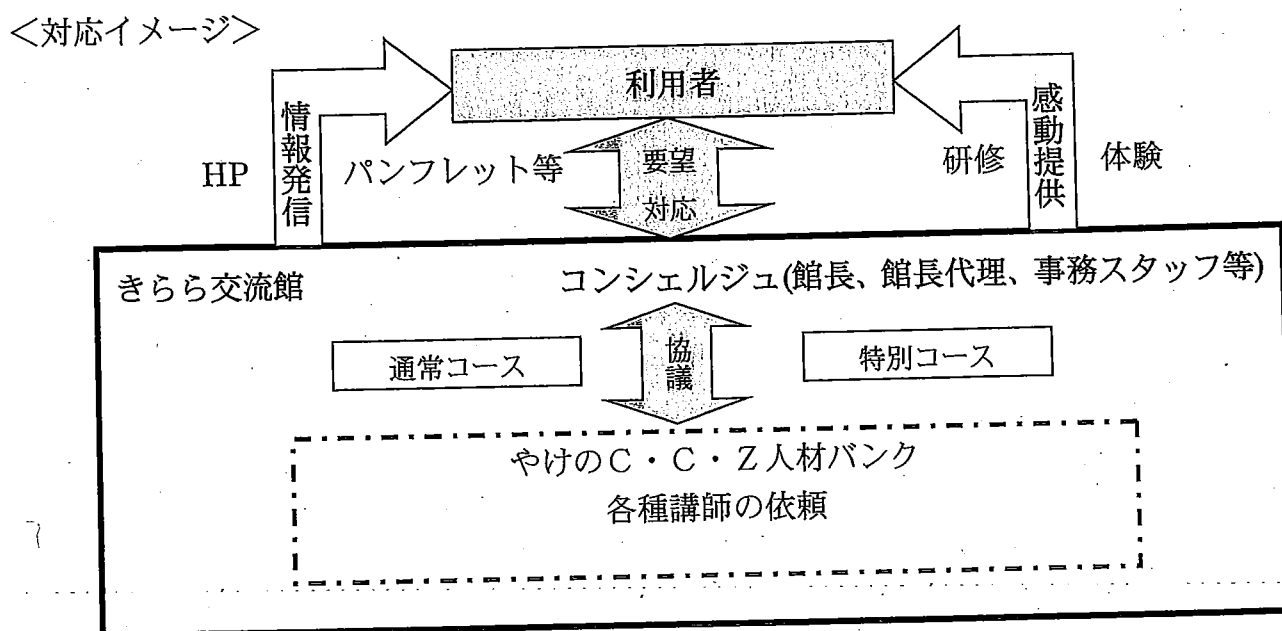 <対応イメージ>
利用者
情報発信
HP
パンフレット等
要望
対応
研修
感動提供
体験
きらら交流館
コンシェルジュ(館長、館長代理、事務スタッフ等)
通常コース
協議
特別コース
やけのC・C・Z人材バンク
各種講師の依頼